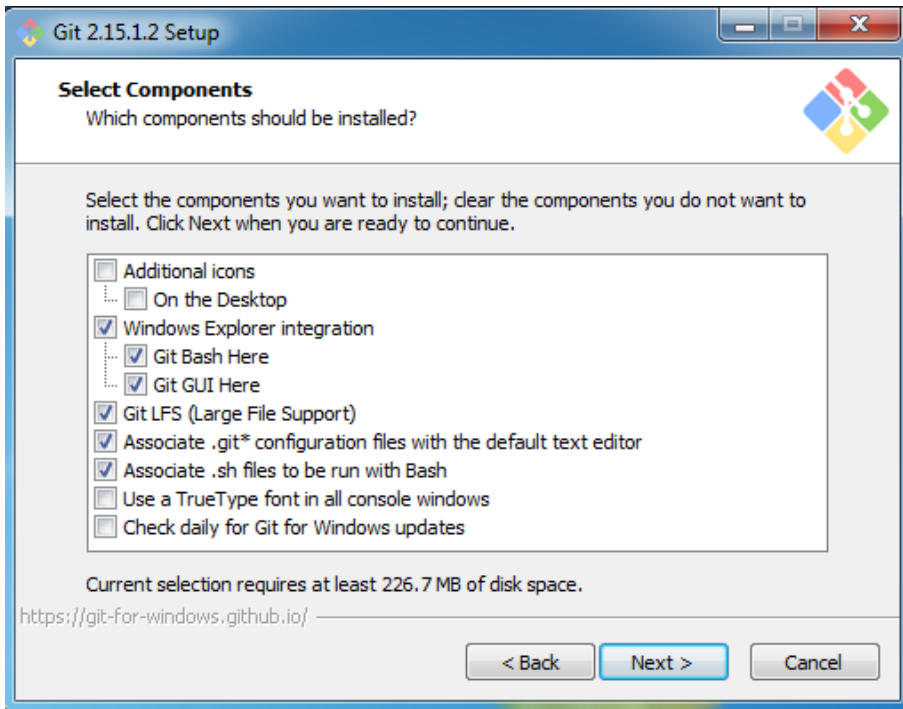 Git 2.15.1.2 Setup
Select Components
Which components should be installed?
Select the components you want to install; clear the components you do not want to
install. Click Next when you are ready to continue.
Additional icons
On the Desktop
Windows Explorer integration
Git Bash Here
Git GUI Here
Git LFS (Large File Support)
Associate .git* configuration files with the default text editor
Associate .sh files to be run with Bash
Use a TrueType font in all console windows
Check daily for Git for Windows updates
Current selection requires at least 226.7 MB of disk space.
https://git-for-windows.github.io/
< Back Next > Cancel